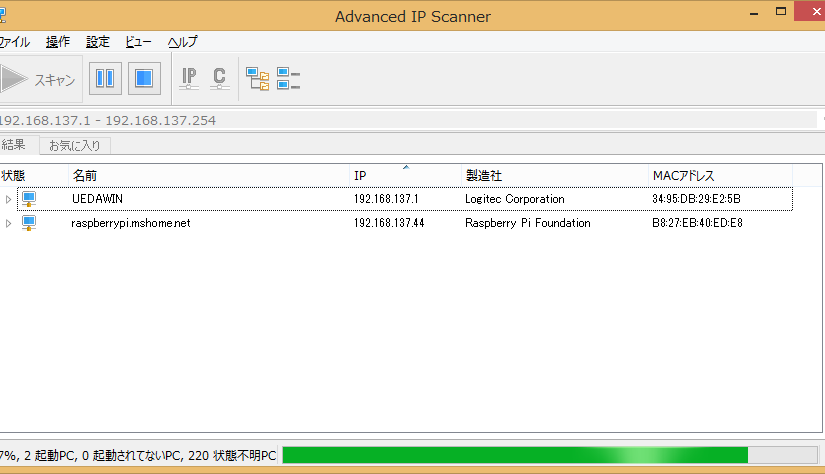 Advanced IP Scanner
ファイル 操作 設定 ビュー ヘルプ
スキャン IP C
192.168.137.1 - 192.168.137.254
結果 お気に入り
状態 名前 IP 製造社 MACアドレス
UEDAWIN 192.168.137.1 Logitec Corporation 34:95:DB:29:E2:5B
raspberrypi.mshome.net 192.168.137.44 Raspberry Pi Foundation B8:27:EB:40:ED:E8
7%, 2 起動PC, 0 起動されてないPC, 220 状態不明PC